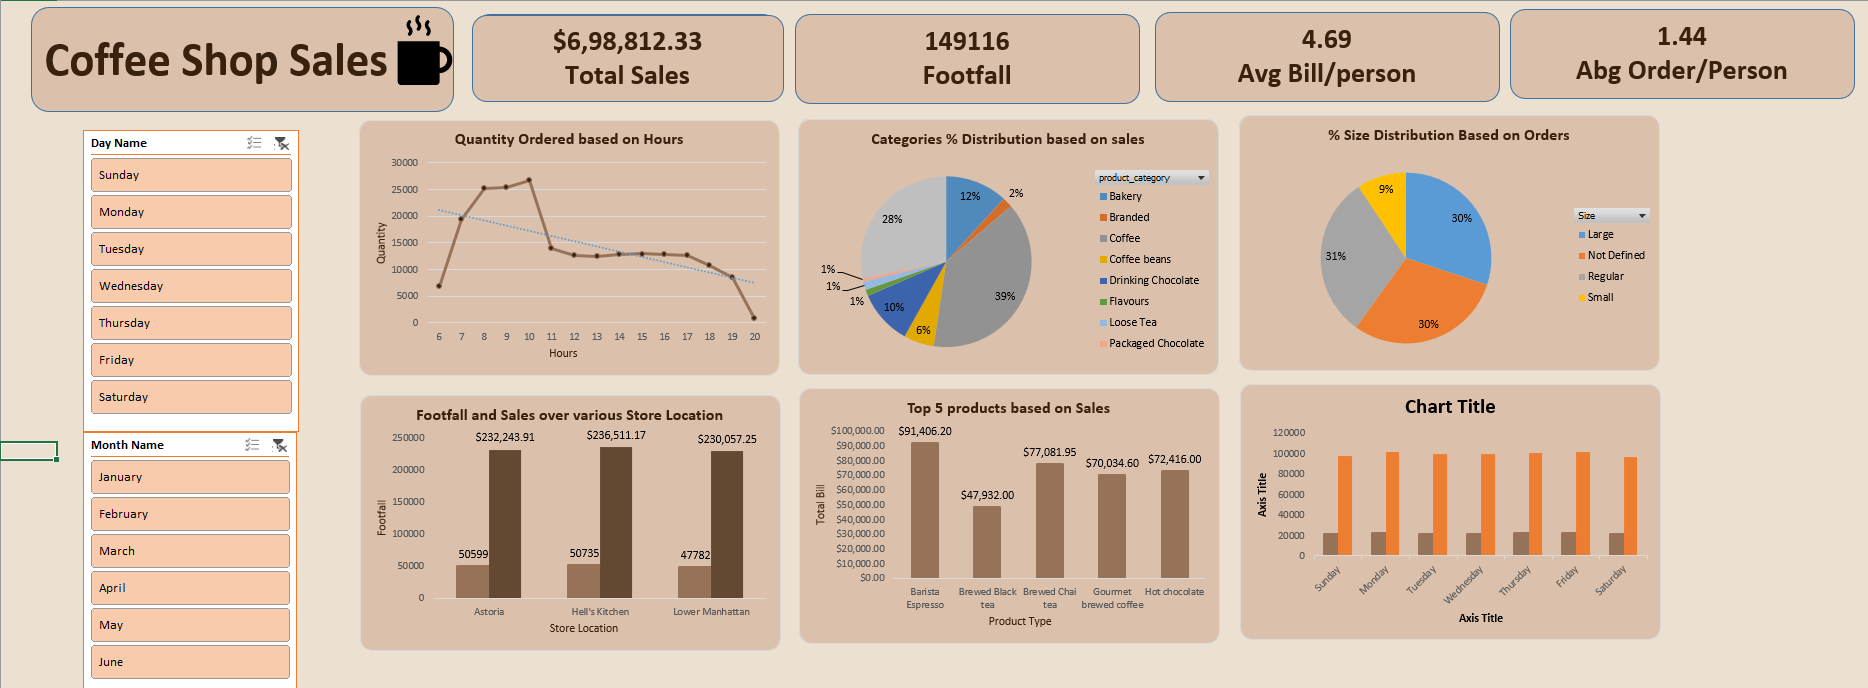 Coffee Shop Sales
$6,98,812.33
Total Sales
149116
Footfall
4.69
Avg Bill/person
1.44
Abg Order/Person
Day Name
Sunday
Monday
Tuesday
Wednesday
Thursday
Friday
Saturday
Month Name
January
February
March
April
May
June
Quantity Ordered based on Hours
30000
25000
20000
15000
10000
5000
0
Quantity
6 7 8 9 10 11 12 13 14 15 16 17 18 19 20
Hours
Categories % Distribution based on sales
12%
2%
39%
6%
10%
1%
1%
1%
28%
product_category
Bakery
Branded
Coffee
Coffee beans
Drinking Chocolate
Flavours
Loose Tea
Packaged Chocolate
% Size Distribution Based on Orders
30%
30%
31%
9%
Size
Large
Not Defined
Regular
Small
Footfall and Sales over various Store Location
250000
200000
150000
100000
50000
0
Footfall
$232,243.91
$236,511.17
$230,057.25
50599
50735
47782
Astoria
Hell's Kitchen
Lower Manhattan
Store Location
Top 5 products based on Sales
$100,000.00
$90,000.00
$80,000.00
$70,000.00
$60,000.00
$50,000.00
$40,000.00
$30,000.00
$20,000.00
$10,000.00
$0.00
Total Bill
$91,406.20
$47,932.00
$77,081.95
$70,034.60
$72,416.00
Barista
Espresso
Brewed Black
tea
Brewed Chai
tea
Gourmet
brewed coffee
Hot chocolate
Product Type
Chart Title
120000
100000
80000
60000
40000
20000
0
Axis Title
Sunday
Monday
Tuesday
Wednesday
Thursday
Friday
Saturday
Axis Title